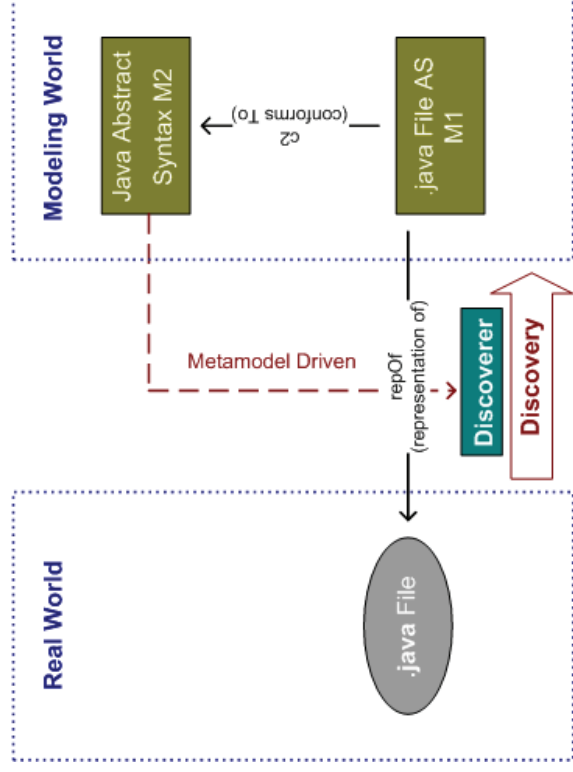 Real World
Modeling World
Java Abstract
Syntax M2
c2
(conforms To)
.java File AS
M1
Metamodel Driven
repOf
(representation of)
.java File
Discoverer
Discovery